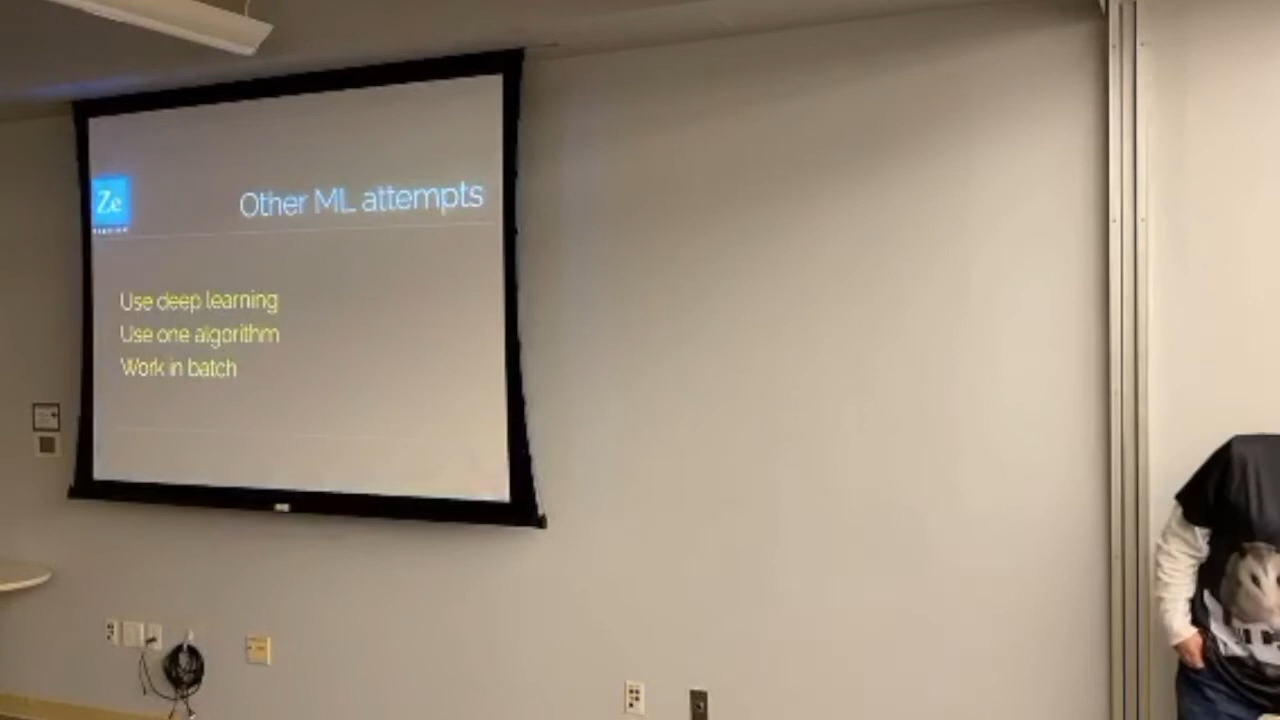 Ze
Other ML attempts
Use deep learning
Use one algorithm
Work in batch